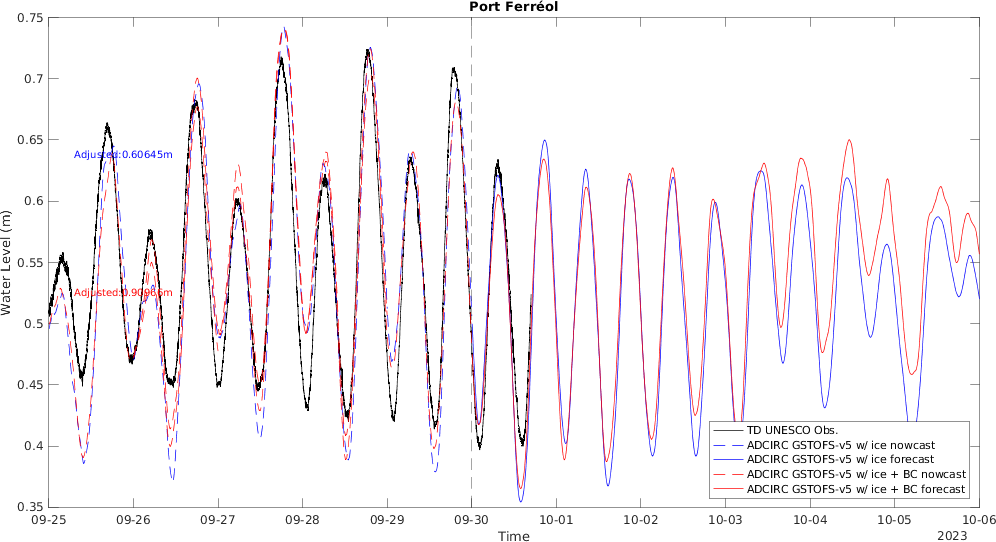 Port Ferréol
Water Level (m)
0.75
0.7
0.65
0.6
0.55
0.5
0.45
0.4
0.35
Adjusted:0.60645m
TD UNESCO Obs.
ADCIRC GSTOFS-v5 w/ ice nowcast
ADCIRC GSTOFS-v5 w/ ice forecast
ADCIRC GSTOFS-v5 w/ ice + BC nowcast
ADCIRC GSTOFS-v5 w/ ice + BC forecast
09-25 09-26 09-27 09-28 09-29 09-30 10-01 10-02 10-03 10-04 10-05 10-06
Time
2023